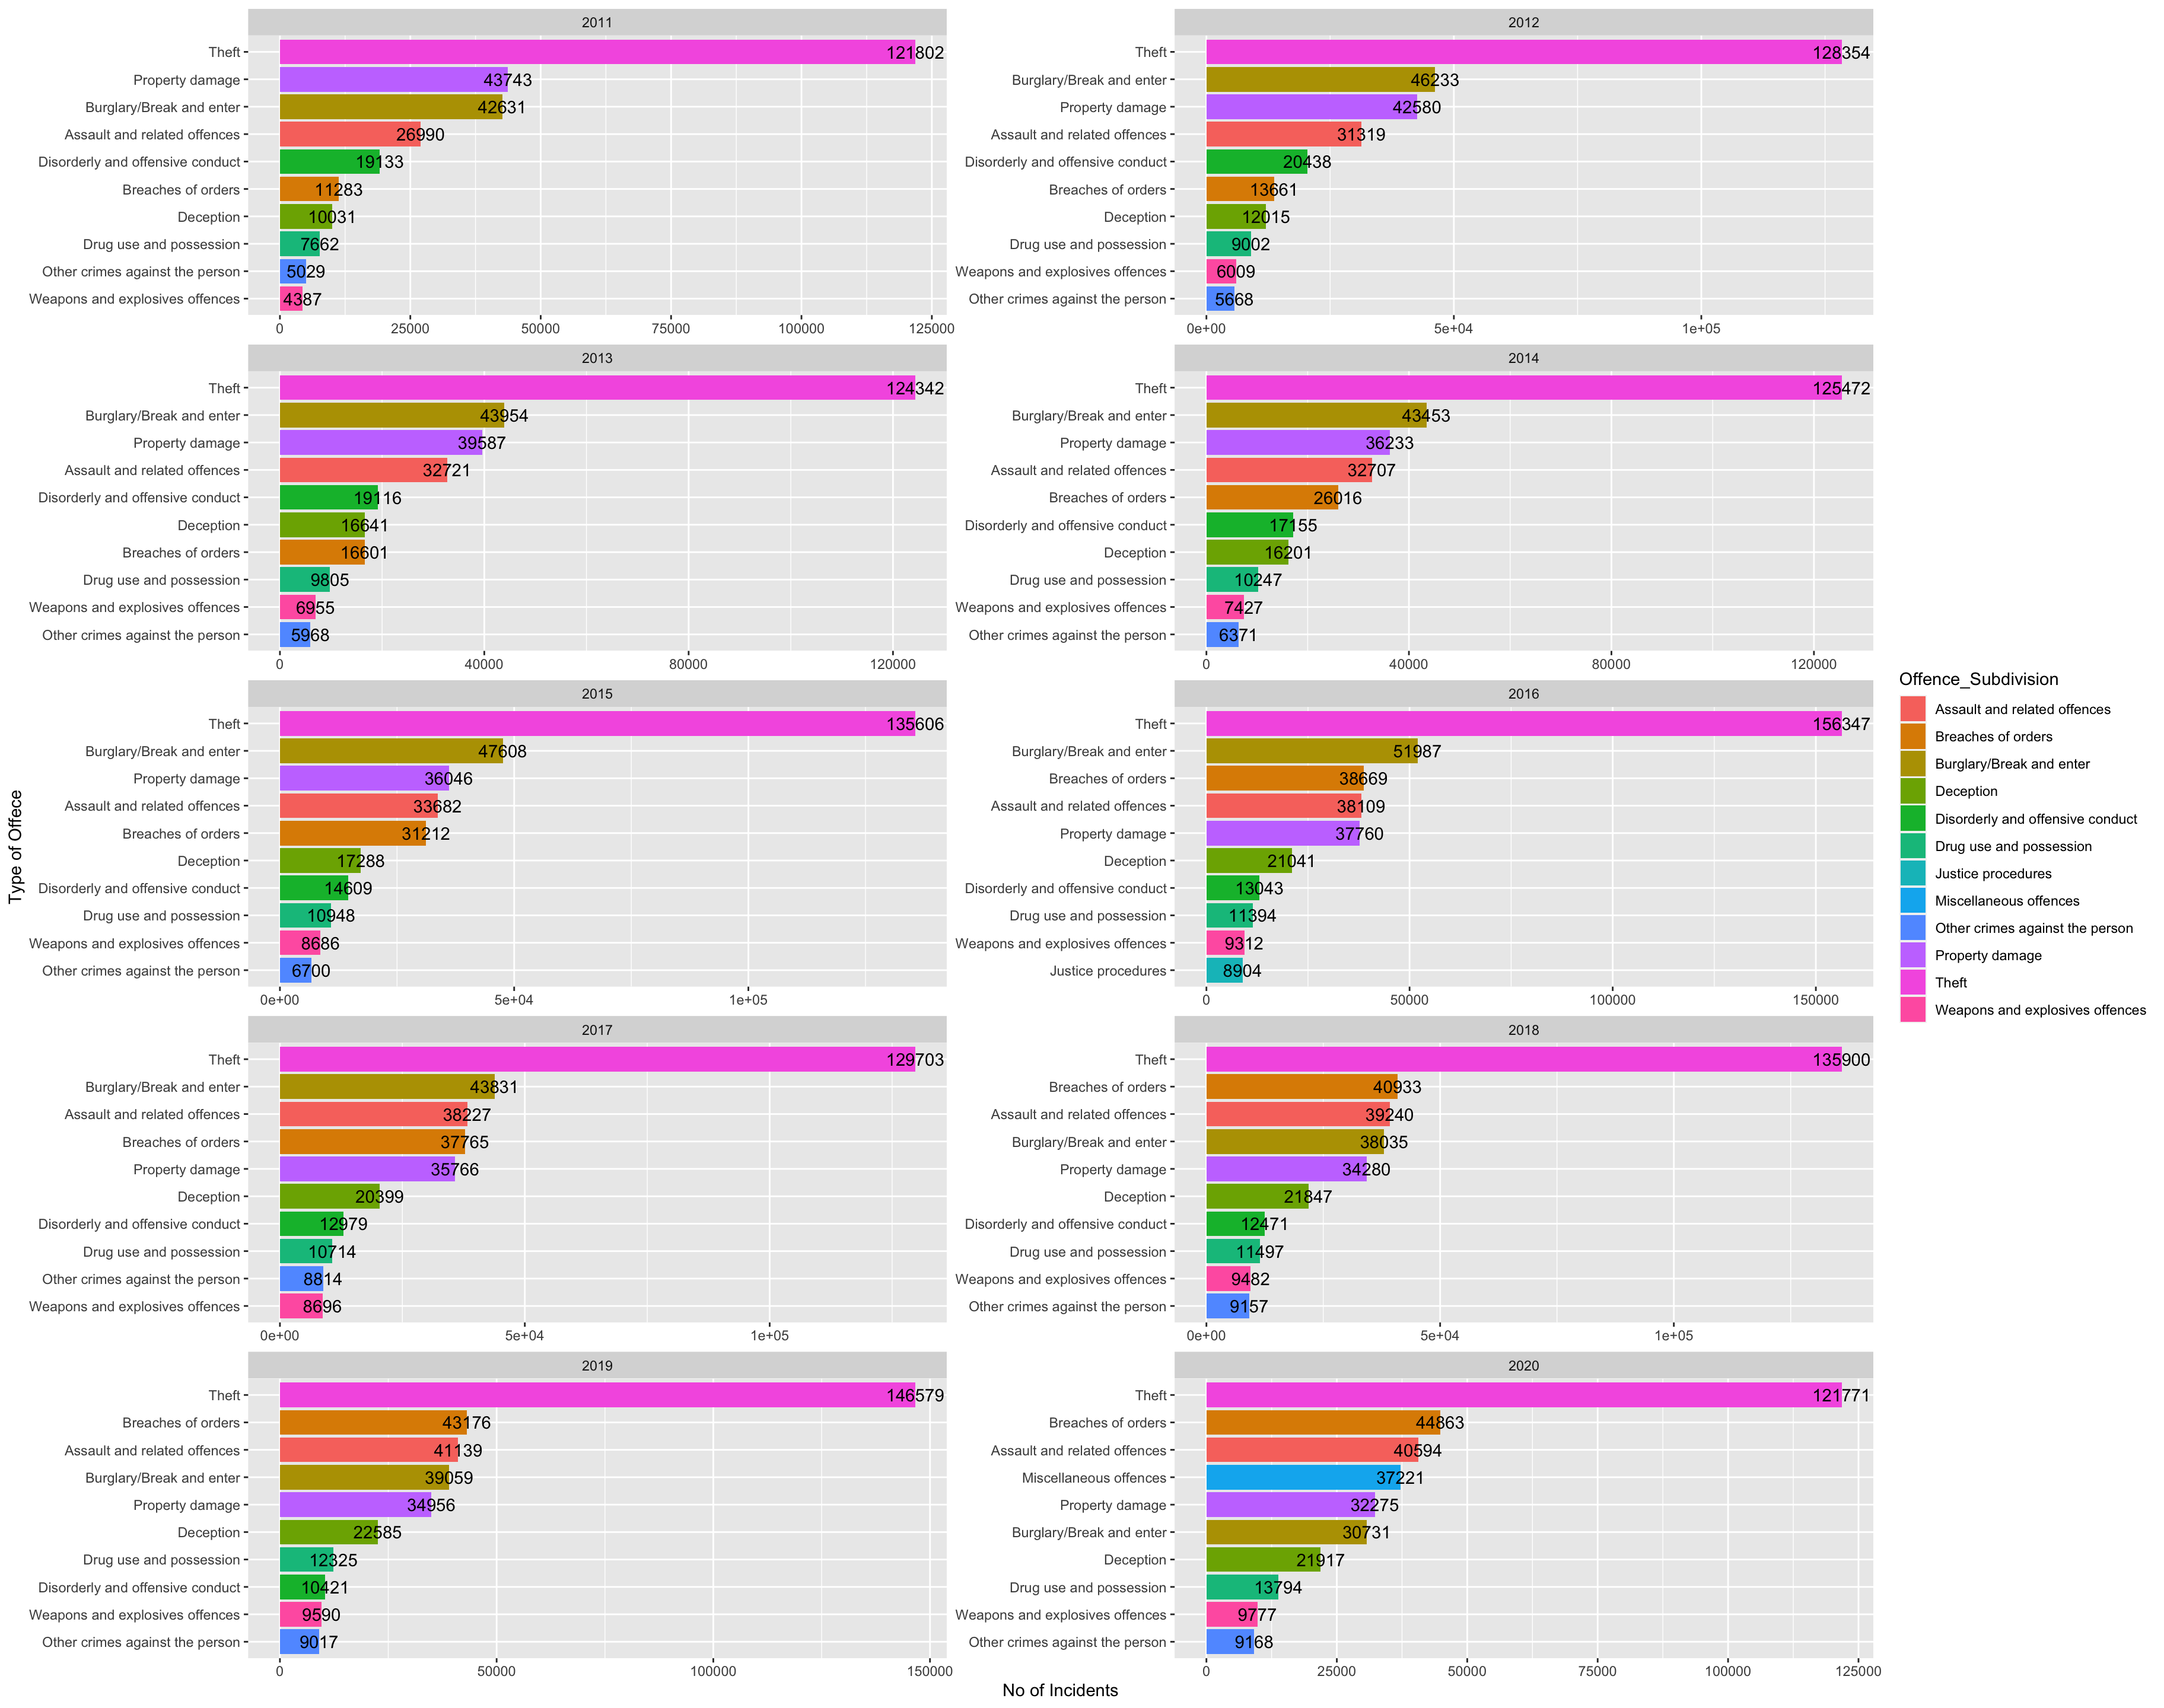 2011
Theft 121802
Property damage 43743
Burglary/Break and enter 42631
Assault and related offences 26990
Disorderly and offensive conduct 19133
Breaches of orders 11283
Deception 10031
Drug use and possession 7662
Other crimes against the person 5029
Weapons and explosives offences 4387
0 25000 50000 75000 100000 125000
2012
Theft 128354
Burglary/Break and enter 46233
Property damage 42580
Assault and related offences 31319
Disorderly and offensive conduct 20438
Breaches of orders 13661
Deception 12015
Drug use and possession 9002
Weapons and explosives offences 6009
Other crimes against the person 5668
0e+00 5e+04 1e+05
2013
Theft 124342
Burglary/Break and enter 43954
Property damage 39587
Assault and related offences 32721
Disorderly and offensive conduct 19116
Deception 16641
Breaches of orders 16601
Drug use and possession 9805
Weapons and explosives offences 6955
Other crimes against the person 5968
0 40000 80000 120000
2014
Theft 125472
Burglary/Break and enter 43453
Property damage 36233
Assault and related offences 32707
Breaches of orders 26016
Disorderly and offensive conduct 17155
Deception 16201
Drug use and possession 10247
Weapons and explosives offences 7427
Other crimes against the person 6371
0 40000 80000 120000
2015
Theft 135606
Burglary/Break and enter 47608
Property damage 36046
Assault and related offences 33682
Breaches of orders 31212
Deception 17288
Disorderly and offensive conduct 14609
Drug use and possession 10948
Weapons and explosives offences 8686
Other crimes against the person 6700
0e+00 5e+04 1e+05
2016
Theft 156347
Burglary/Break and enter 51987
Breaches of orders 38669
Assault and related offences 38109
Property damage 37760
Deception 21041
Disorderly and offensive conduct 13043
Drug use and possession 11394
Weapons and explosives offences 9312
Justice procedures 8904
0 50000 100000 150000
2017
Theft 129703
Burglary/Break and enter 43831
Assault and related offences 38227
Breaches of orders 37765
Property damage 35766
Deception 20399
Disorderly and offensive conduct 12979
Drug use and possession 10714
Other crimes against the person 8814
Weapons and explosives offences 8696
0e+00 5e+04 1e+05
2018
Theft 135900
Breaches of orders 40933
Assault and related offences 39240
Burglary/Break and enter 38035
Property damage 34280
Deception 21847
Disorderly and offensive conduct 12471
Drug use and possession 11497
Weapons and explosives offences 9482
Other crimes against the person 9157
0e+00 5e+04 1e+05
2019
Theft 146579
Breaches of orders 43176
Assault and related offences 41139
Burglary/Break and enter 39059
Property damage 34956
Deception 22585
Drug use and possession 12325
Disorderly and offensive conduct 10421
Weapons and explosives offences 9590
Other crimes against the person 9017
0 50000 100000 150000
2020
Theft 121771
Breaches of orders 44863
Assault and related offences 40594
Miscellaneous offences 37221
Property damage 32275
Burglary/Break and enter 30731
Deception 21917
Drug use and possession 13794
Weapons and explosives offences 9777
Other crimes against the person 9168
0 25000 50000 75000 100000 125000
Type of Offece
No of Incidents
Offence_Subdivision
Assault and related offences
Breaches of orders
Burglary/Break and enter
Deception
Disorderly and offensive conduct
Drug use and possession
Justice procedures
Miscellaneous offences
Other crimes against the person
Property damage
Theft
Weapons and explosives offences